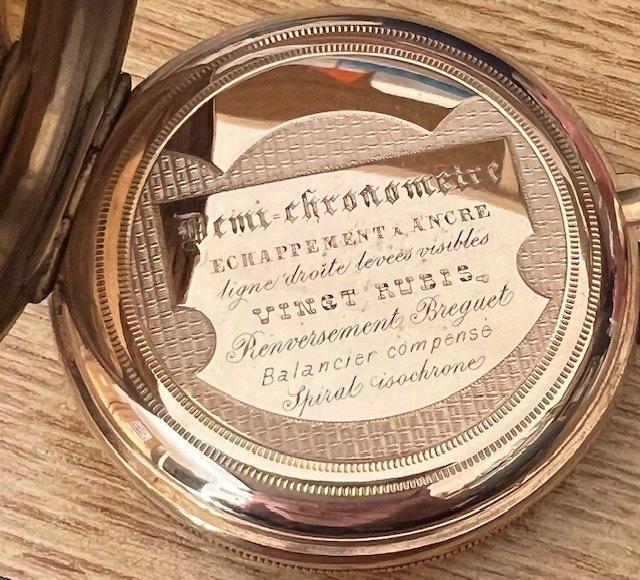 Demi=chronomètre
ECHAPPEMENT À ANCRE
ligne droite levées visibles
VINGT RUBIS
Renversement Breguet
Balancier compensé
Spiral isochrone